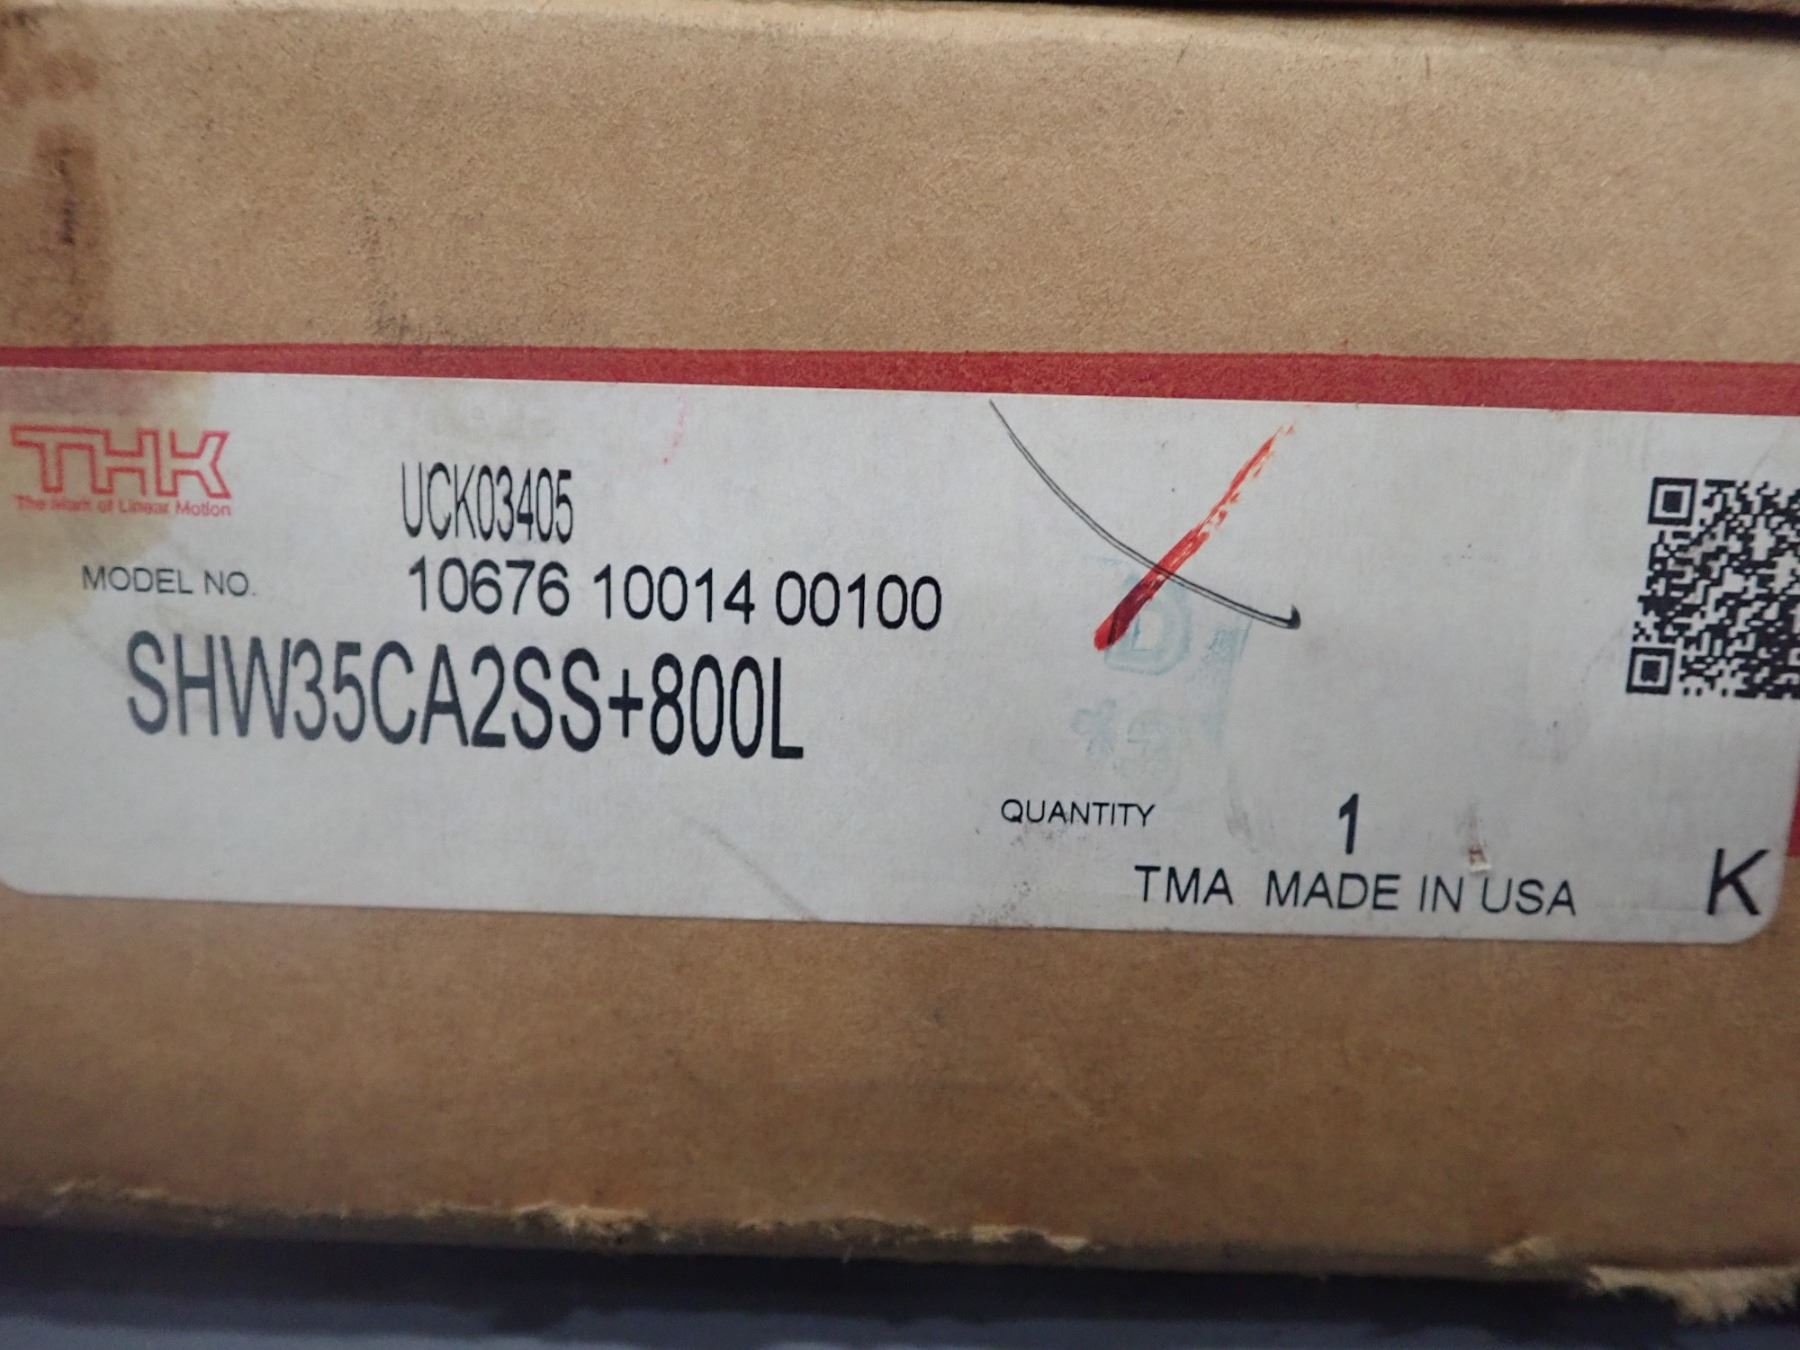 THK
The Mark of Linear Motion
UCK03405
MODEL NO.
10676 10014 00100
SHW35CA2SS+800L
QUANTITY 1
TMA MADE IN USA
K